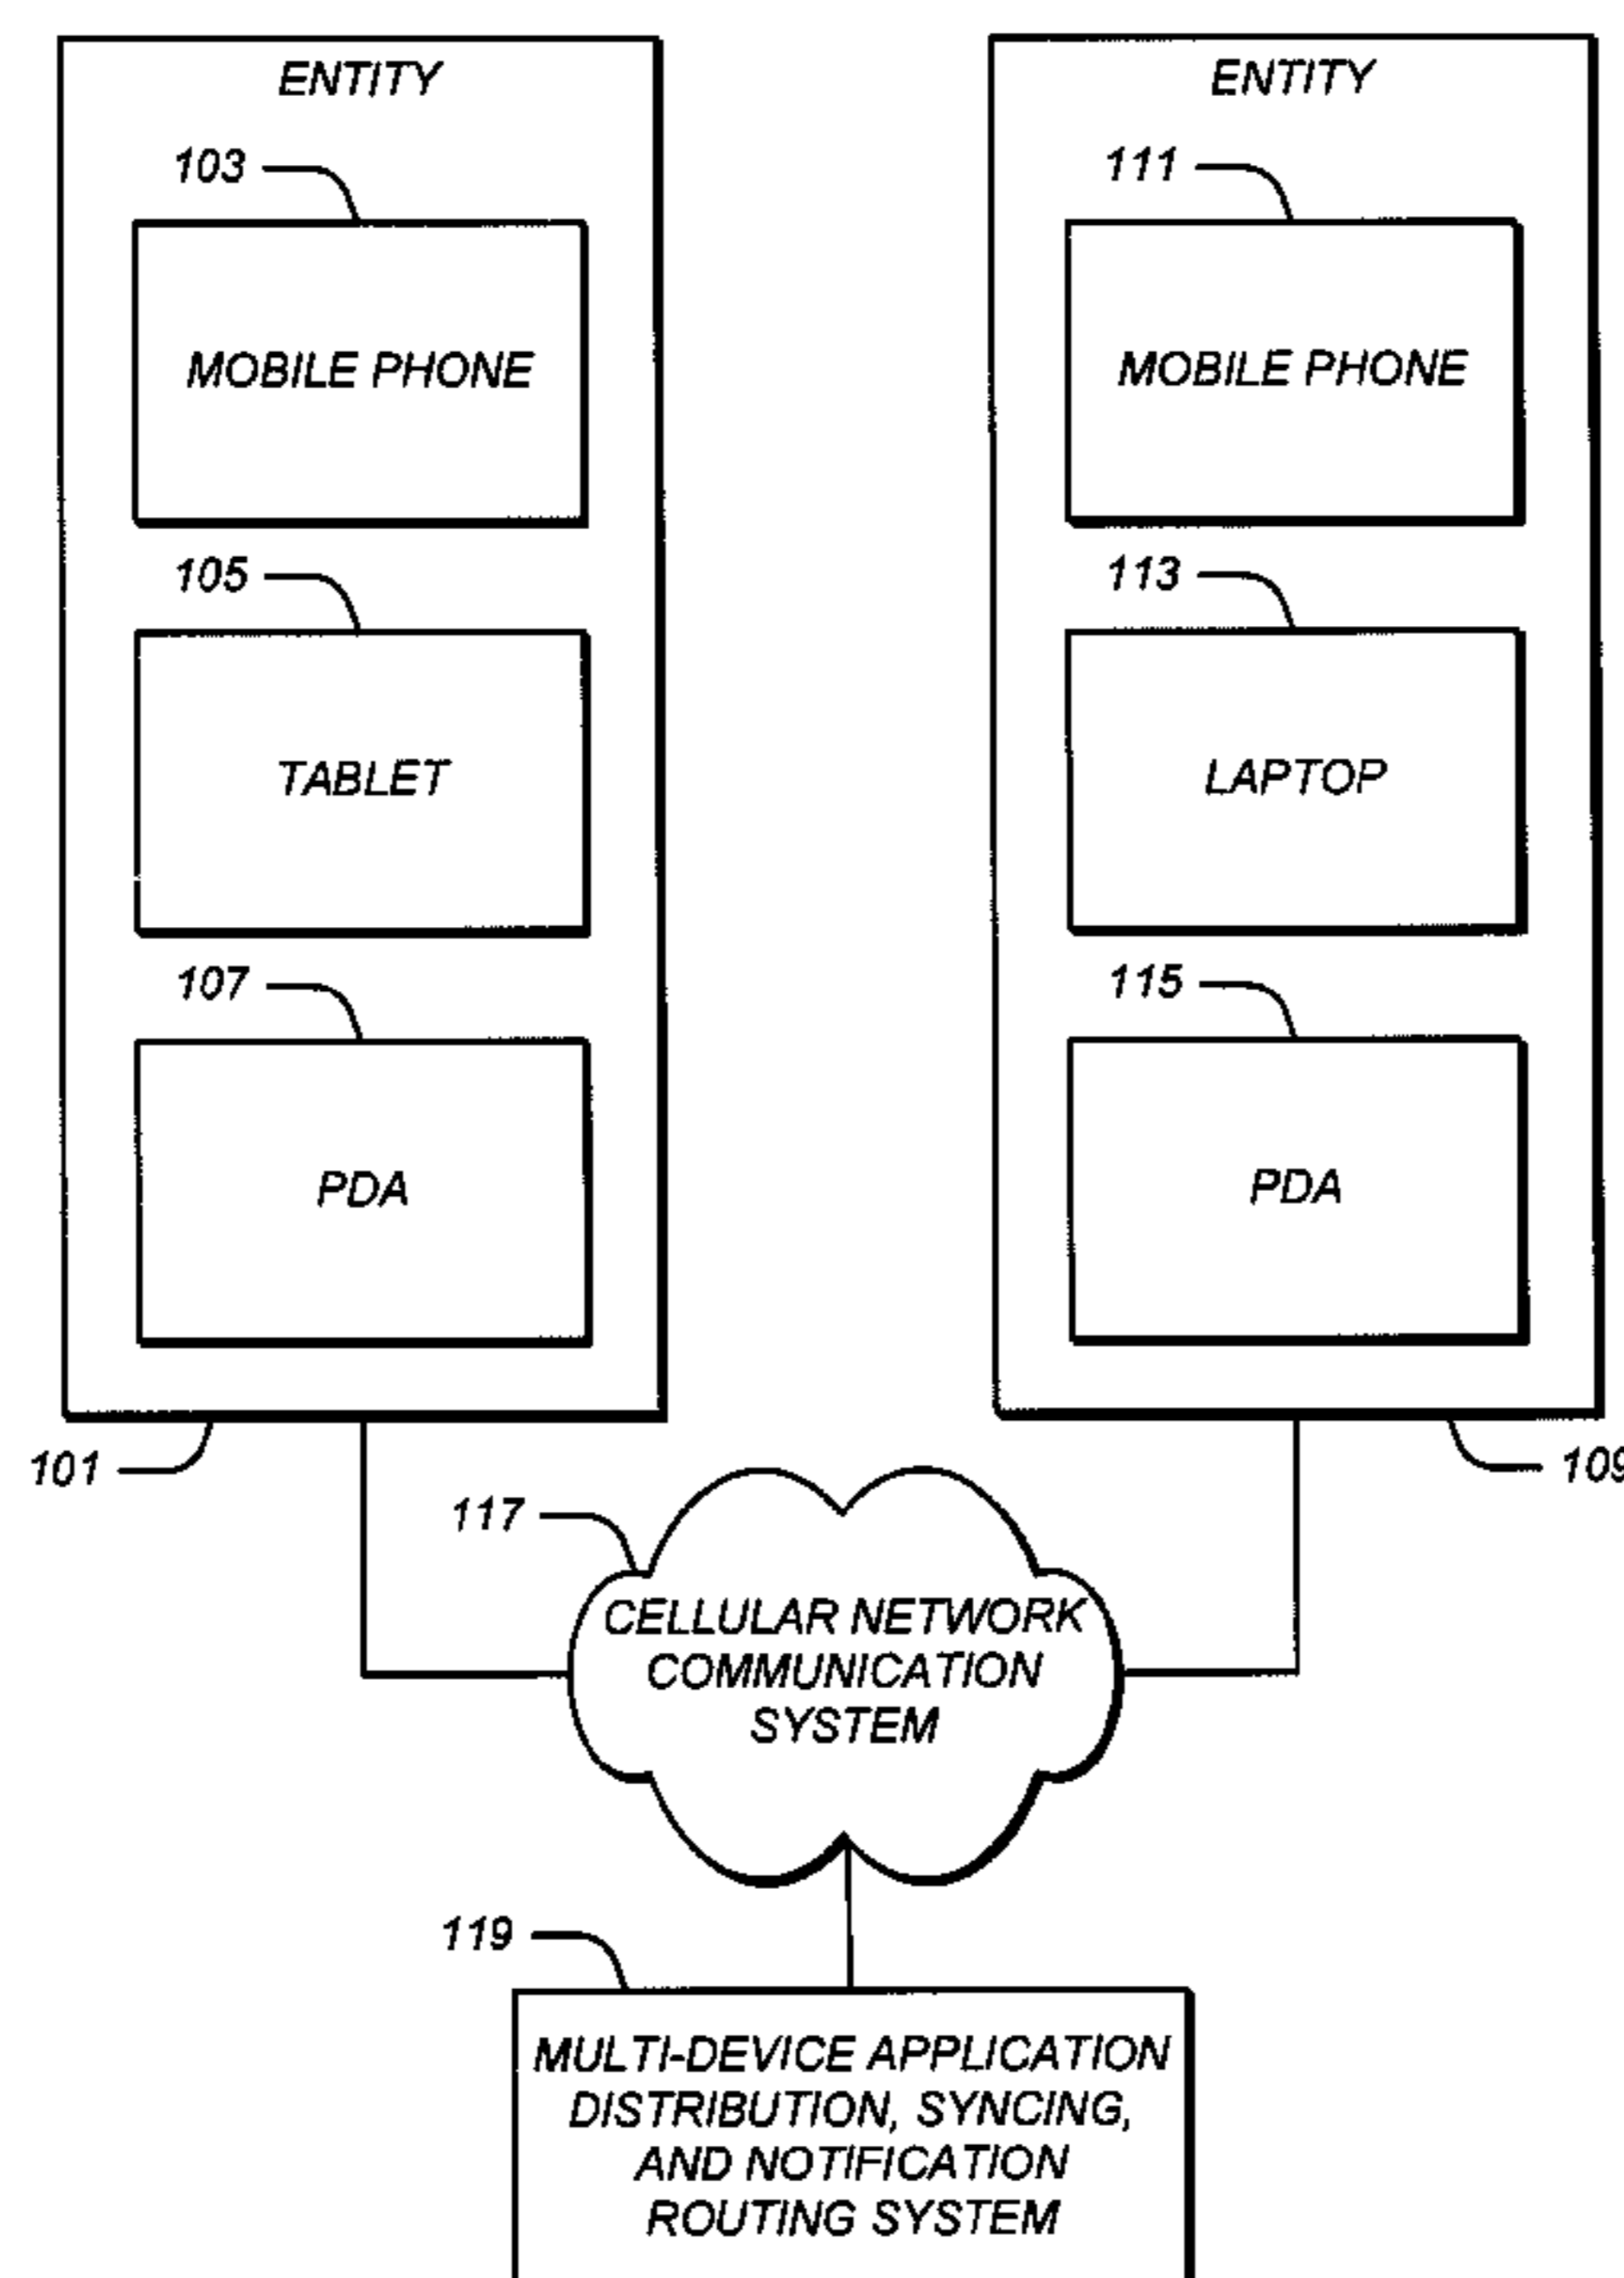 ENTITY
103
MOBILE PHONE
105
TABLET
107
PDA
101
ENTITY
111
MOBILE PHONE
113
LAPTOP
115
PDA
109
117
CELLULAR NETWORK
COMMUNICATION
SYSTEM
119
MULTI-DEVICE APPLICATION
DISTRIBUTION, SYNCING,
AND NOTIFICATION
ROUTING SYSTEM